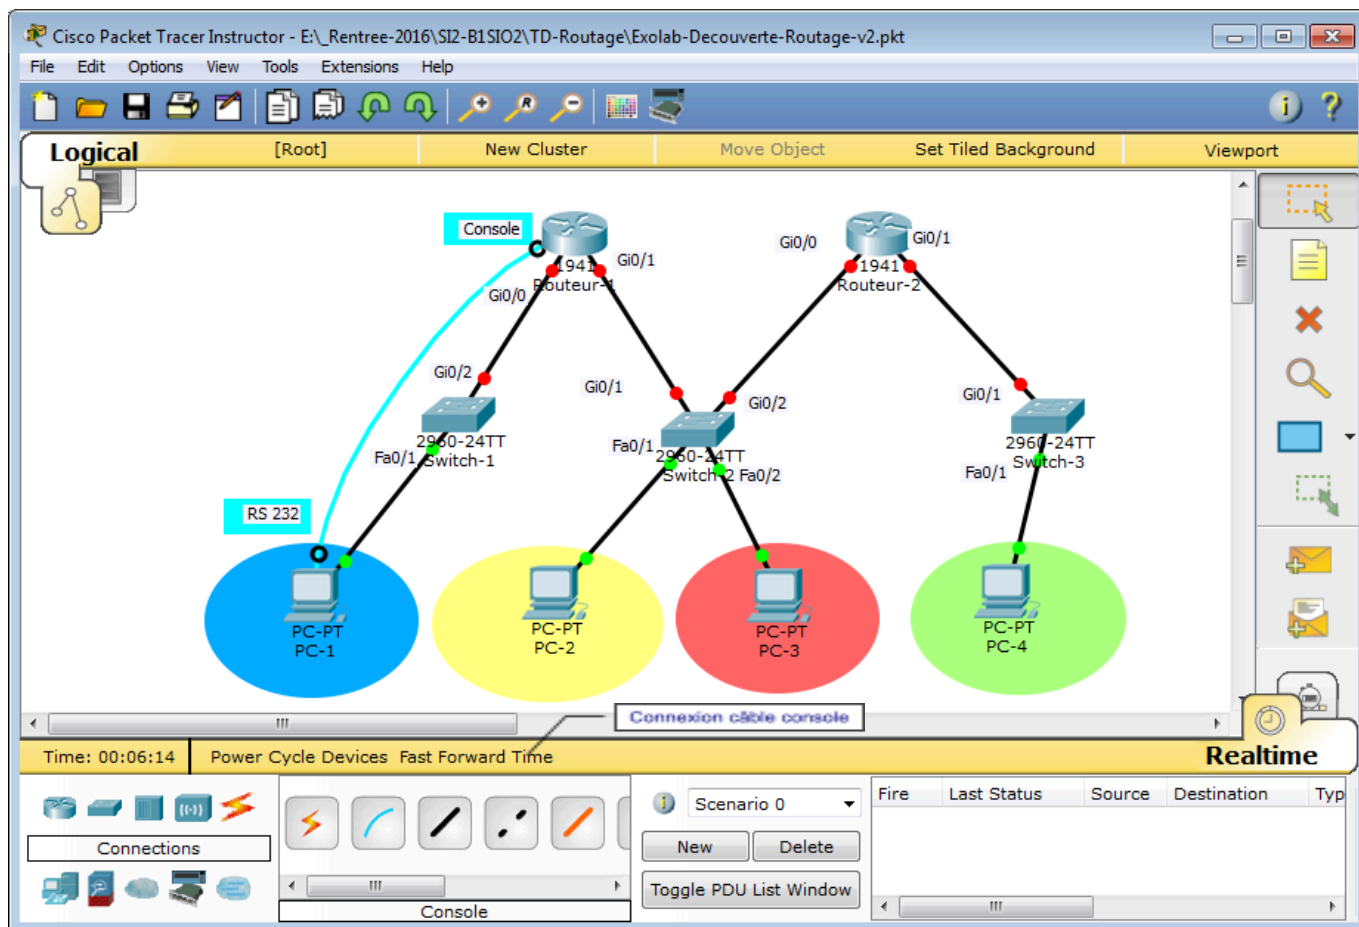 Cisco Packet Tracer Instructor - E:\_Rentree-2016\SI2-B1SIO2\TD-Routage\Exolab-Decouverte-Routage-v2.pkt
File Edit Options View Tools Extensions Help
Logical [Root] New Cluster Move Object Set Tiled Background Viewport
Console
Gi0/0
Gi0/1
Gi0/1
1941
Routeur-1
1941
Routeur-2
Gi0/0
Gi0/2
Gi0/1
Gi0/2
Gi0/1
2960-24TT
Switch-1
Fa0/1
2960-24TT
Switch-2
Fa0/1
Fa0/2
2960-24TT
Switch-3
Fa0/1
RS 232
PC-PT
PC-1
PC-PT
PC-2
PC-PT
PC-3
PC-PT
PC-4
Connexion câble console
Time: 00:06:14 Power Cycle Devices Fast Forward Time Realtime
Connections
Console
Scenario 0
New Delete
Toggle PDU List Window
Fire Last Status Source Destination Typ